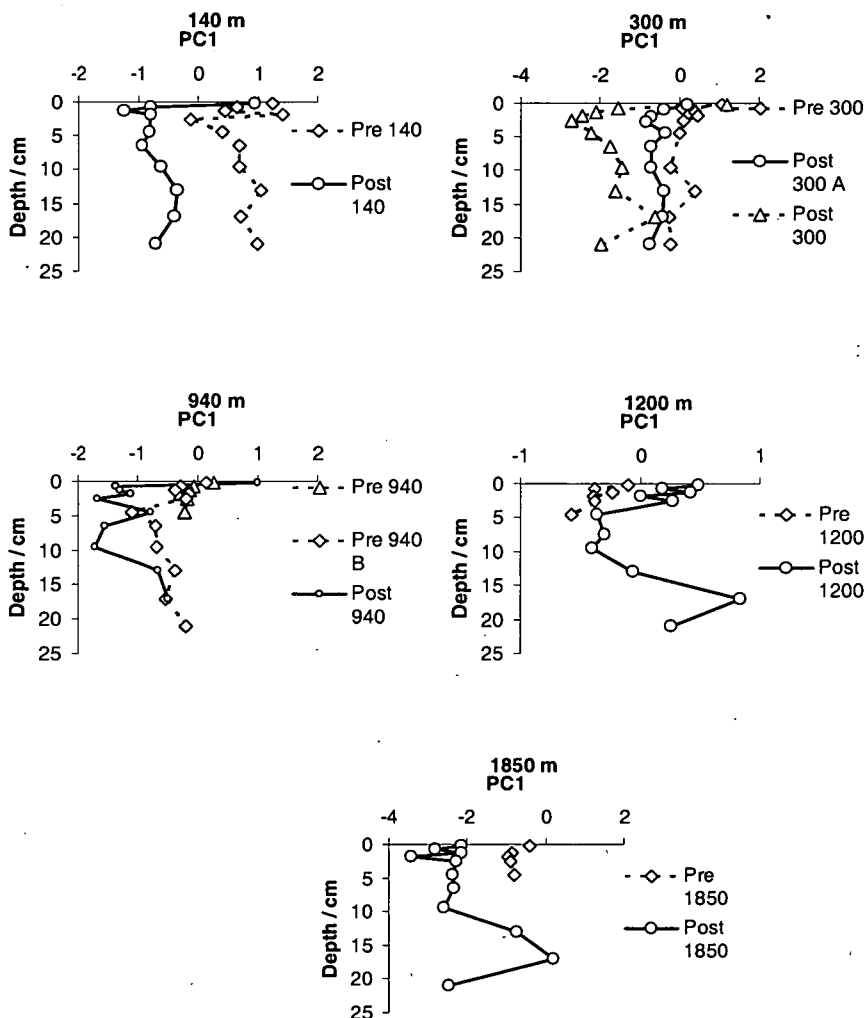 140 m
PC1
-2 -1 0 1 2
0
5
10
15
20
25
Depth / cm
Pre 140
Post
140
300 m
PC1
-4 -2 0 2
0
5
10
15
20
25
Depth / cm
Pre 300
Post
300 A
Post
300
940 m
PC1
-2 -1 0 1 2
0
5
10
15
20
25
Depth / cm
Pre 940
Pre 940
B
Post
940
1200 m
PC1
-1 0 1
0
5
10
15
20
25
Depth / cm
Pre
1200
Post
1200
1850 m
PC1
-4 -2 0 2
0
5
10
15
20
25
Depth / cm
Pre
1850
Post
1850